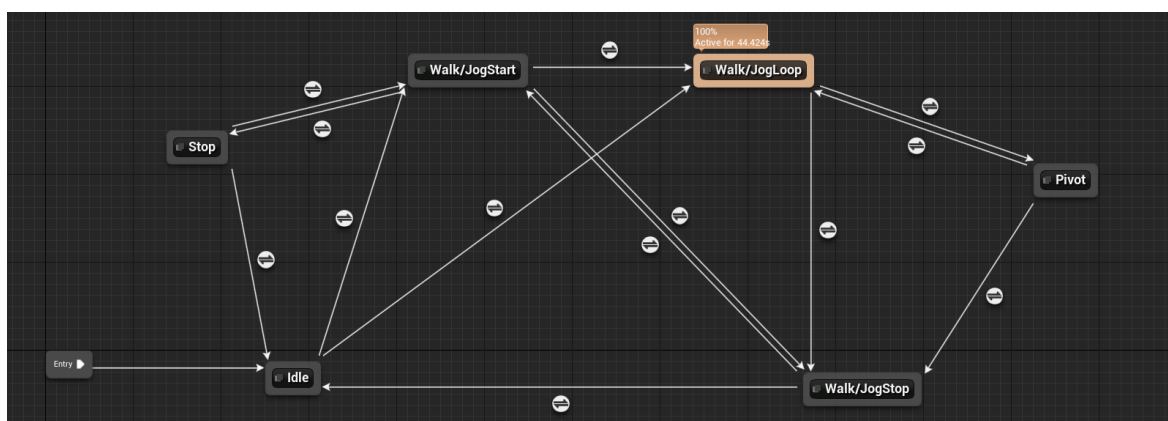 100%
Active for 44.424s
Walk/JogStart
Walk/JogLoop
Stop
Pivot
Entry
Idle
Walk/JogStop